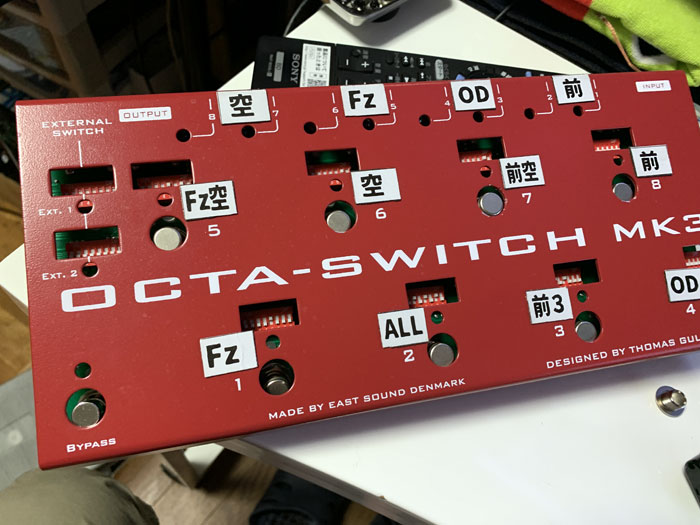 SONY
EXTERNAL
SWITCH
OUTPUT
8 空 7 6 Fz 5 4 OD 3 2 前 1
INPUT
EXT. 1
Fz空
5
空
6
前空
7
前
8
EXT. 2
OCTA-SWITCH MK3
Fz
1
ALL
2
前3
3
OD
4
BYPASS
MADE BY EAST SOUND DENMARK
DESIGNED BY THOMAS GUL